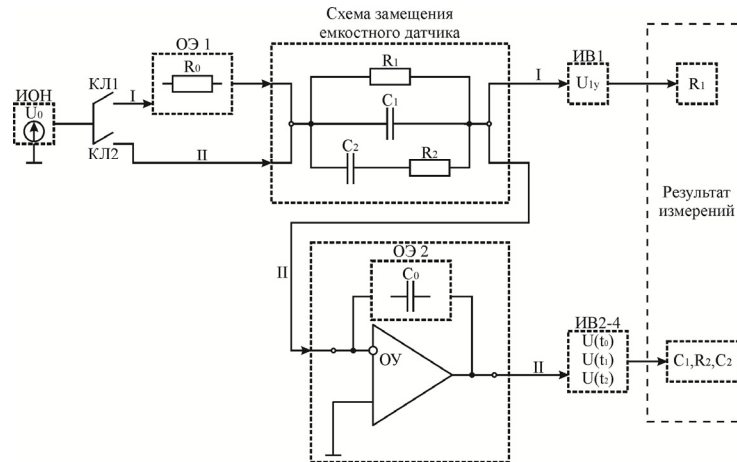 Схема замещения
емкостного датчика
ОЭ 1
R₀
ИОН
U₀
КЛ1
I
КЛ2
II
R₁
C₁
C₂
R₂
I
ИВ1
U₁у
R₁
Результат
измерений
II
ОЭ 2
C₀
ОУ
II
ИВ2-4
U(t₀)
U(t₁)
U(t₂)
C₁,R₂,C₂